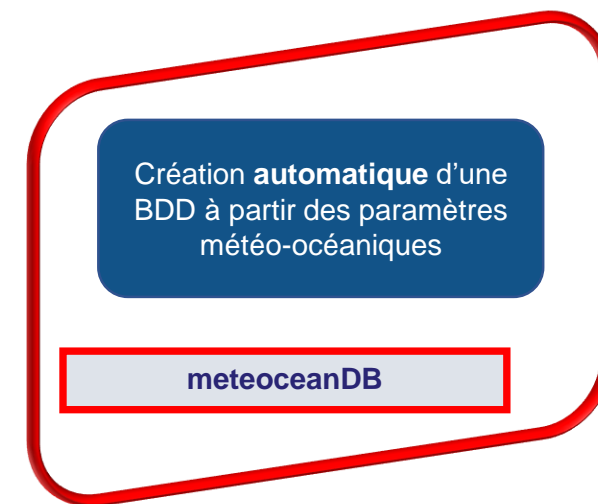 Création automatique d’une
BDD à partir des paramètres
météo-océaniques
meteoceanDB